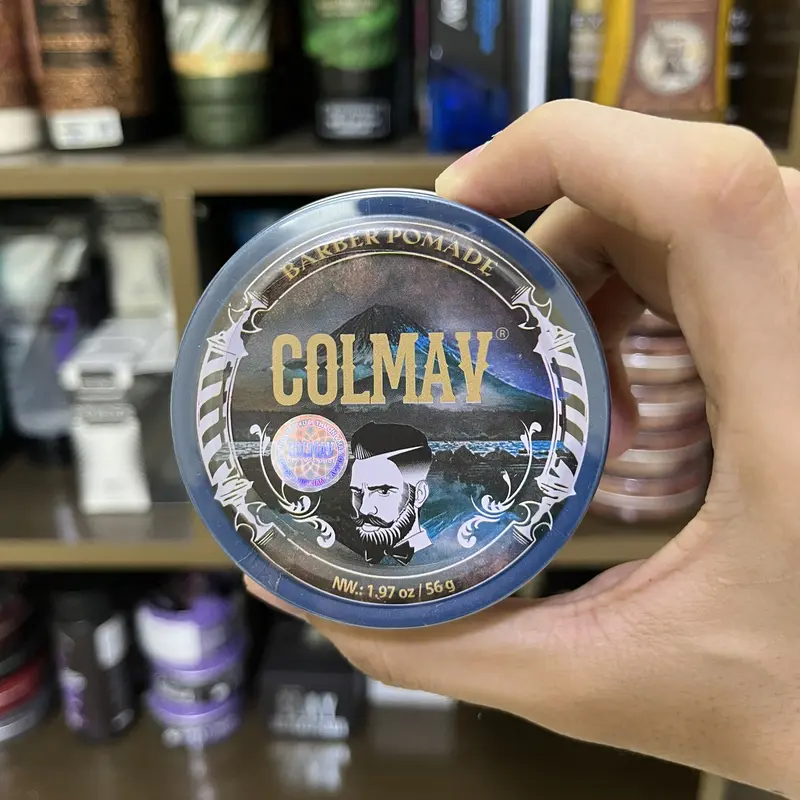 BARBER POMADE
COLMAV®
NW.: 1.97 oz / 56 g